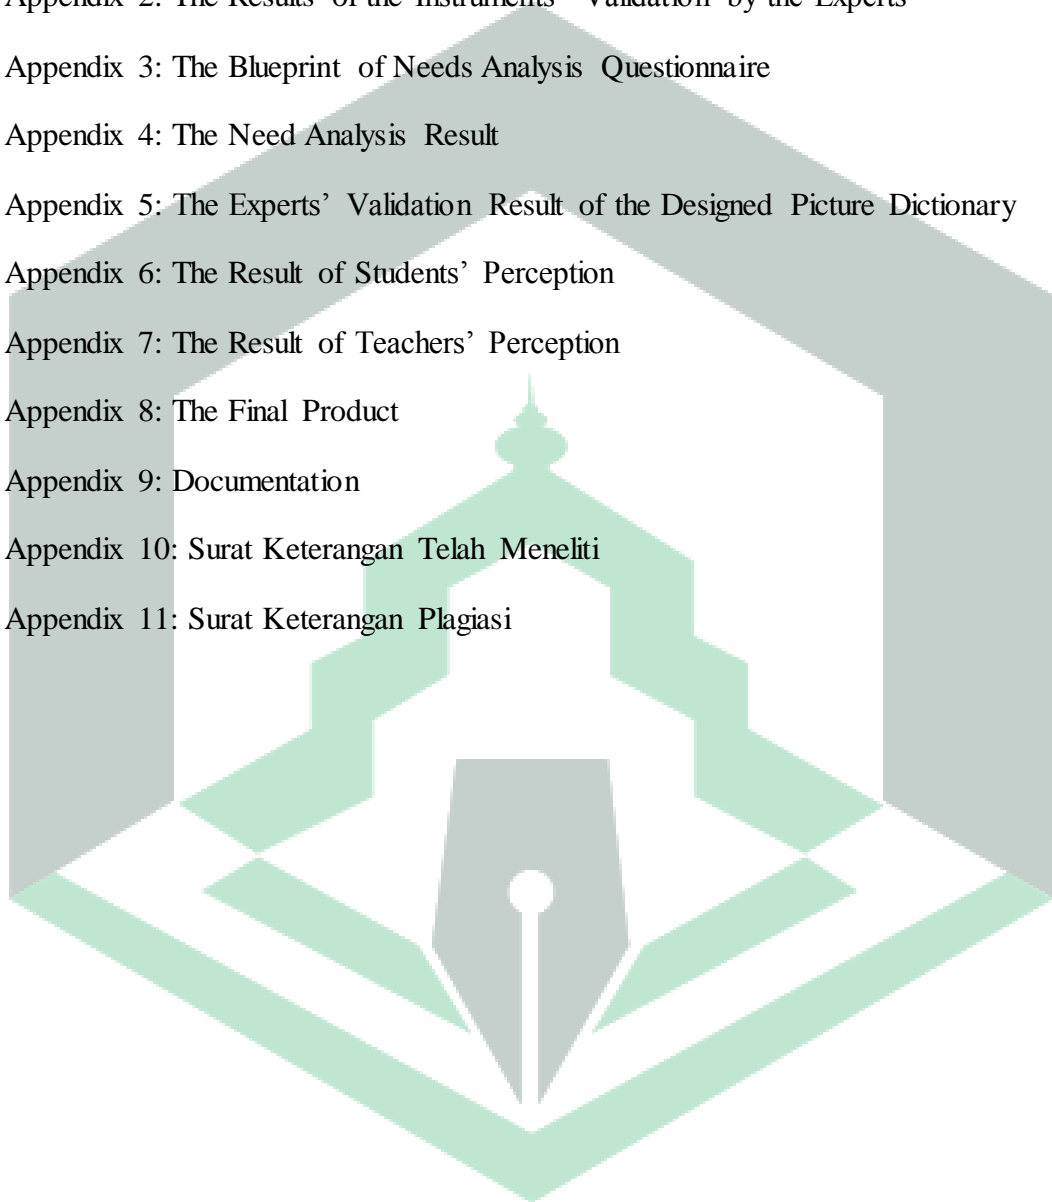 Appendix 2: The Results of the Instruments' Validation by the Experts
Appendix 3: The Blueprint of Needs Analysis Questionnaire
Appendix 4: The Need Analysis Result
Appendix 5: The Experts’ Validation Result of the Designed Picture Dictionary
Appendix 6: The Result of Students’ Perception
Appendix 7: The Result of Teachers’ Perception
Appendix 8: The Final Product
Appendix 9: Documentation
Appendix 10: Surat Keterangan Telah Meneliti
Appendix 11: Surat Keterangan Plagiasi